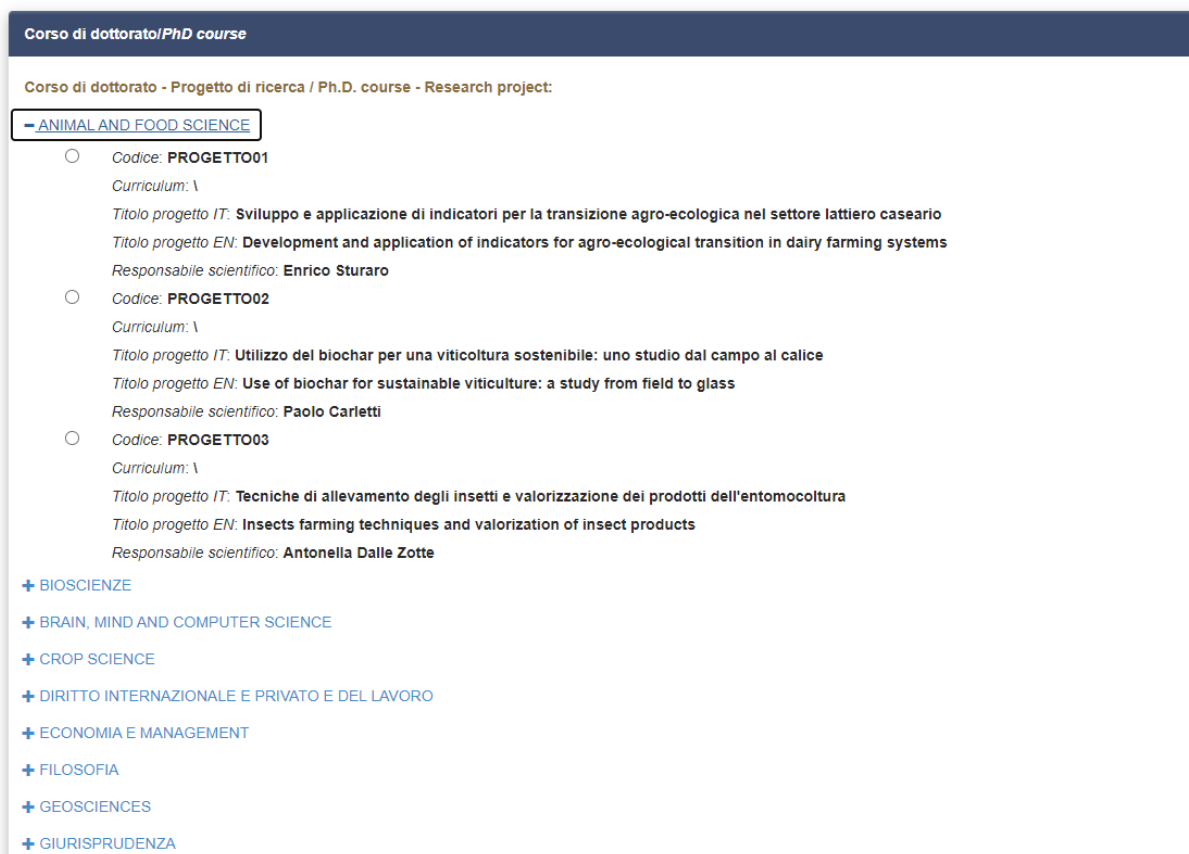 Corso di dottorato/PhD course
Corso di dottorato - Progetto di ricerca / Ph.D. course - Research project:
ANIMAL AND FOOD SCIENCE
Codice: PROGETTO01
Curriculum: \
Titolo progetto IT: Sviluppo e applicazione di indicatori per la transizione agro-ecologica nel settore lattiero caseario
Titolo progetto EN: Development and application of indicators for agro-ecological transition in dairy farming systems
Responsabile scientifico: Enrico Sturaro
Codice: PROGETTO02
Curriculum: \
Titolo progetto IT: Utilizzo del biochar per una viticoltura sostenibile: uno studio dal campo al calice
Titolo progetto EN: Use of biochar for sustainable viticulture: a study from field to glass
Responsabile scientifico: Paolo Carletti
Codice: PROGETTO03
Curriculum: \
Titolo progetto IT: Tecniche di allevamento degli insetti e valorizzazione dei prodotti dell'entomocoltura
Titolo progetto EN: Insects farming techniques and valorization of insect products
Responsabile scientifico: Antonella Dalle Zotte
BIOSCIENZE
BRAIN, MIND AND COMPUTER SCIENCE
CROP SCIENCE
DIRITTO INTERNAZIONALE E PRIVATO E DEL LAVORO
ECONOMIA E MANAGEMENT
FILOSOFIA
GEOSCIENCES
GIURISPRUDENZA